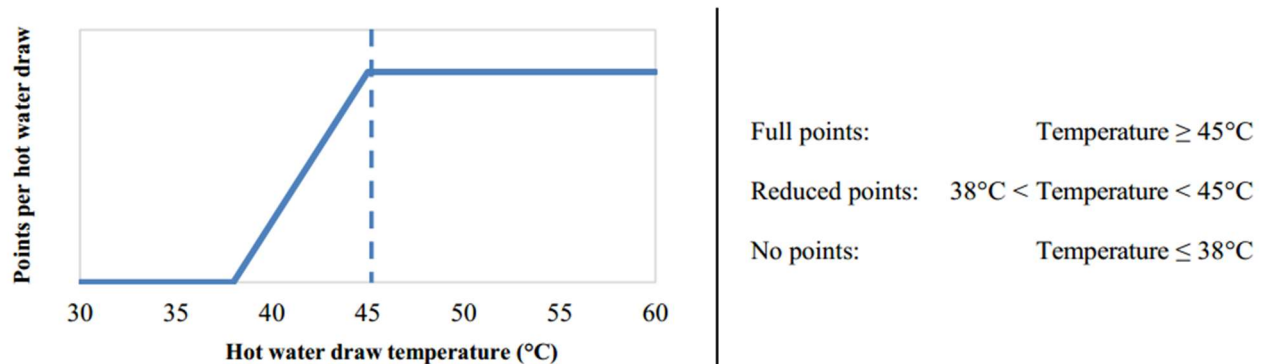 Points per hot water draw
30 35 40 45 50 55 60
Hot water draw temperature (°C)
Full points: Temperature ≥ 45°C
Reduced points: 38°C < Temperature < 45°C
No points: Temperature ≤ 38°C